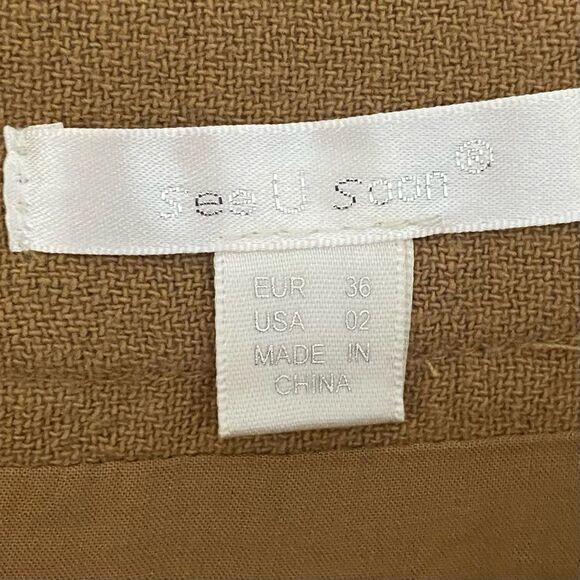 See U Soon®
EUR 36
USA 02
MADE IN
CHINA